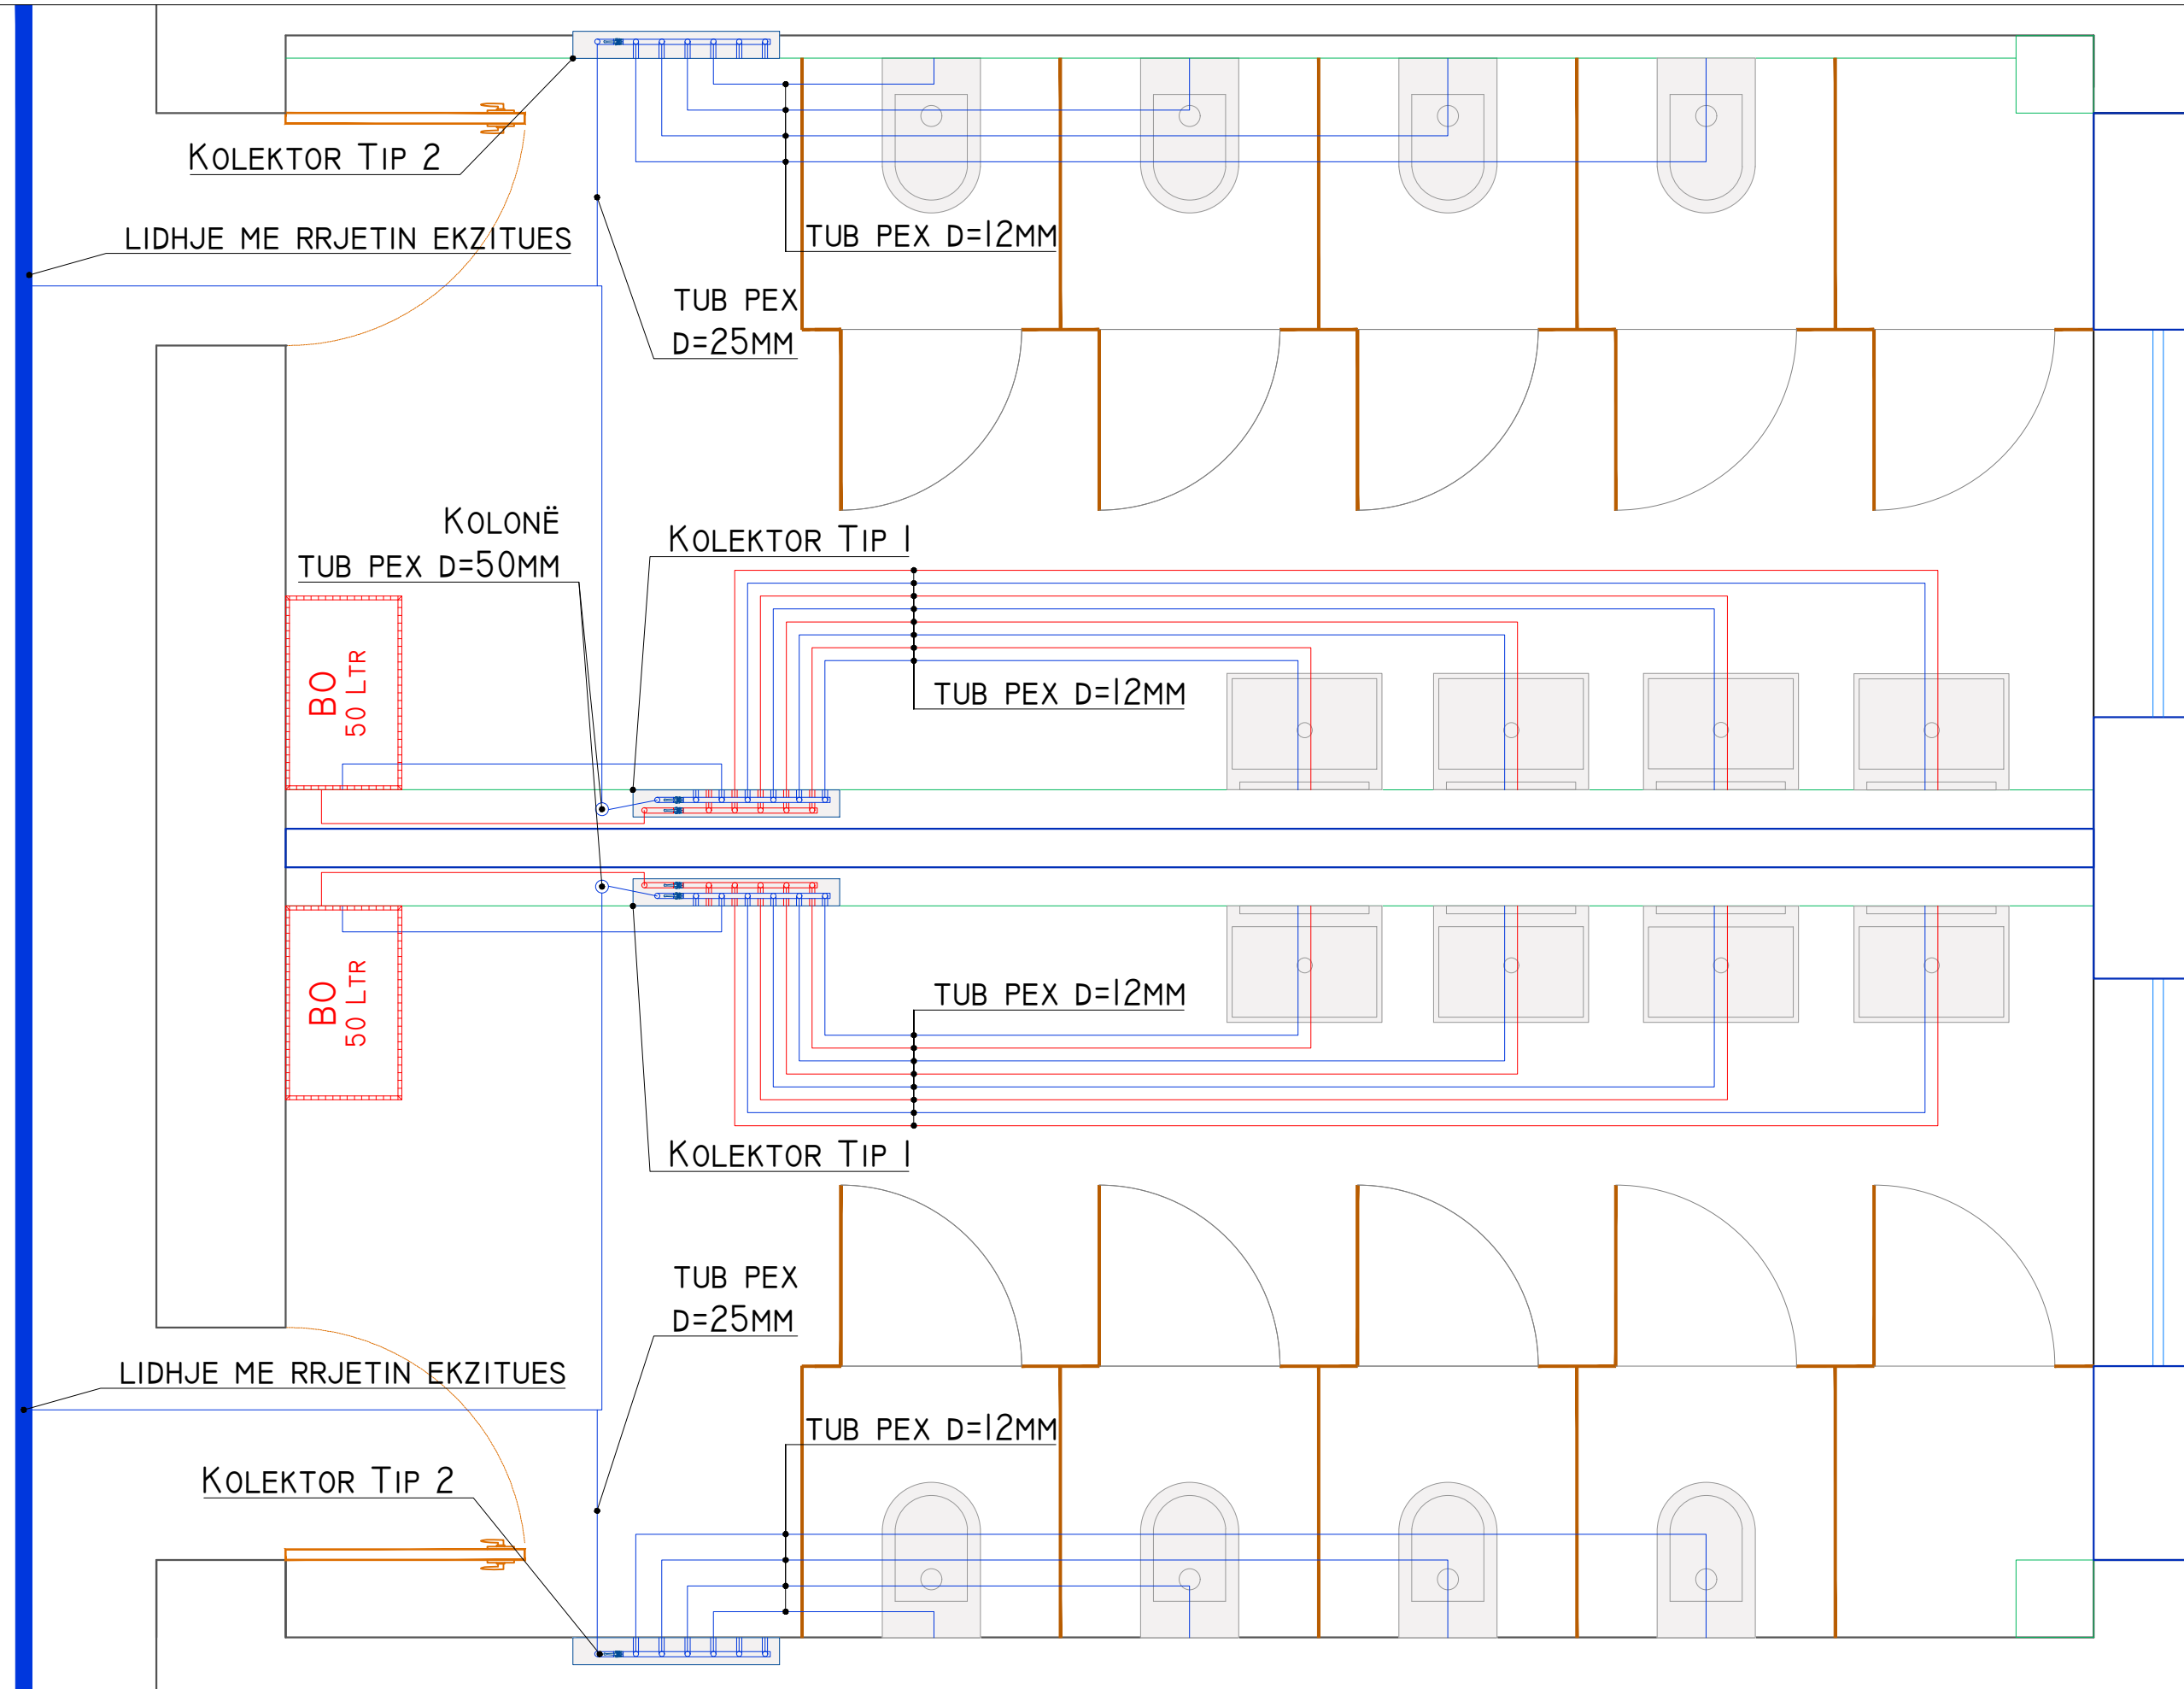 Kolektor Tip 2
LIDHJE ME RRJETIN EKZITUES
TUB PEX D=12MM
TUB PEX
D=25MM
KOLONË
TUB PEX D=50MM
Kolektor Tip 1
BO
50 LTR
TUB PEX D=12MM
BO
50 LTR
TUB PEX D=12MM
Kolektor Tip 1
TUB PEX
D=25MM
LIDHJE ME RRJETIN EKZITUES
TUB PEX D=12MM
Kolektor Tip 2